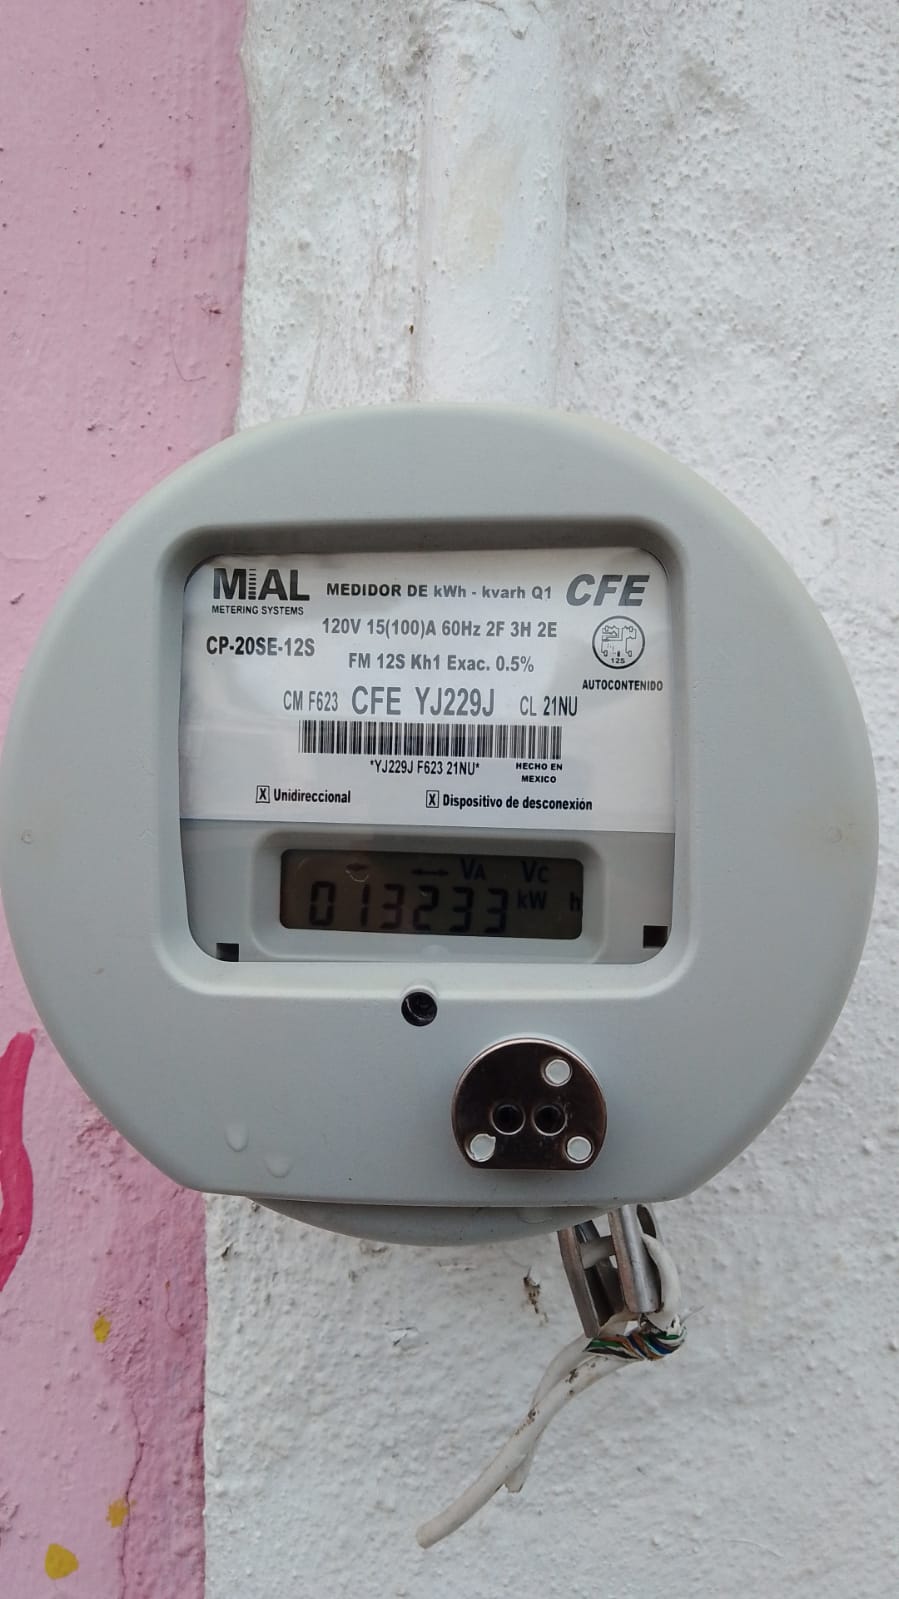 MIAL
METERING SYSTEMS
MEDIDOR DE kWh - kvarh Q1
CFE
120V 15(100)A 60Hz 2F 3H 2E
CP-20SE-12S
FM 12S Kh1 Exac. 0.5%
12S
AUTOCONTENIDO
CM F623 CFE YJ229J CL 21NU
*YJ229J F623 21NU*
HECHO EN
MEXICO
X Unidireccional
X Dispositivo de desconexión
VA VC
013233 kW h